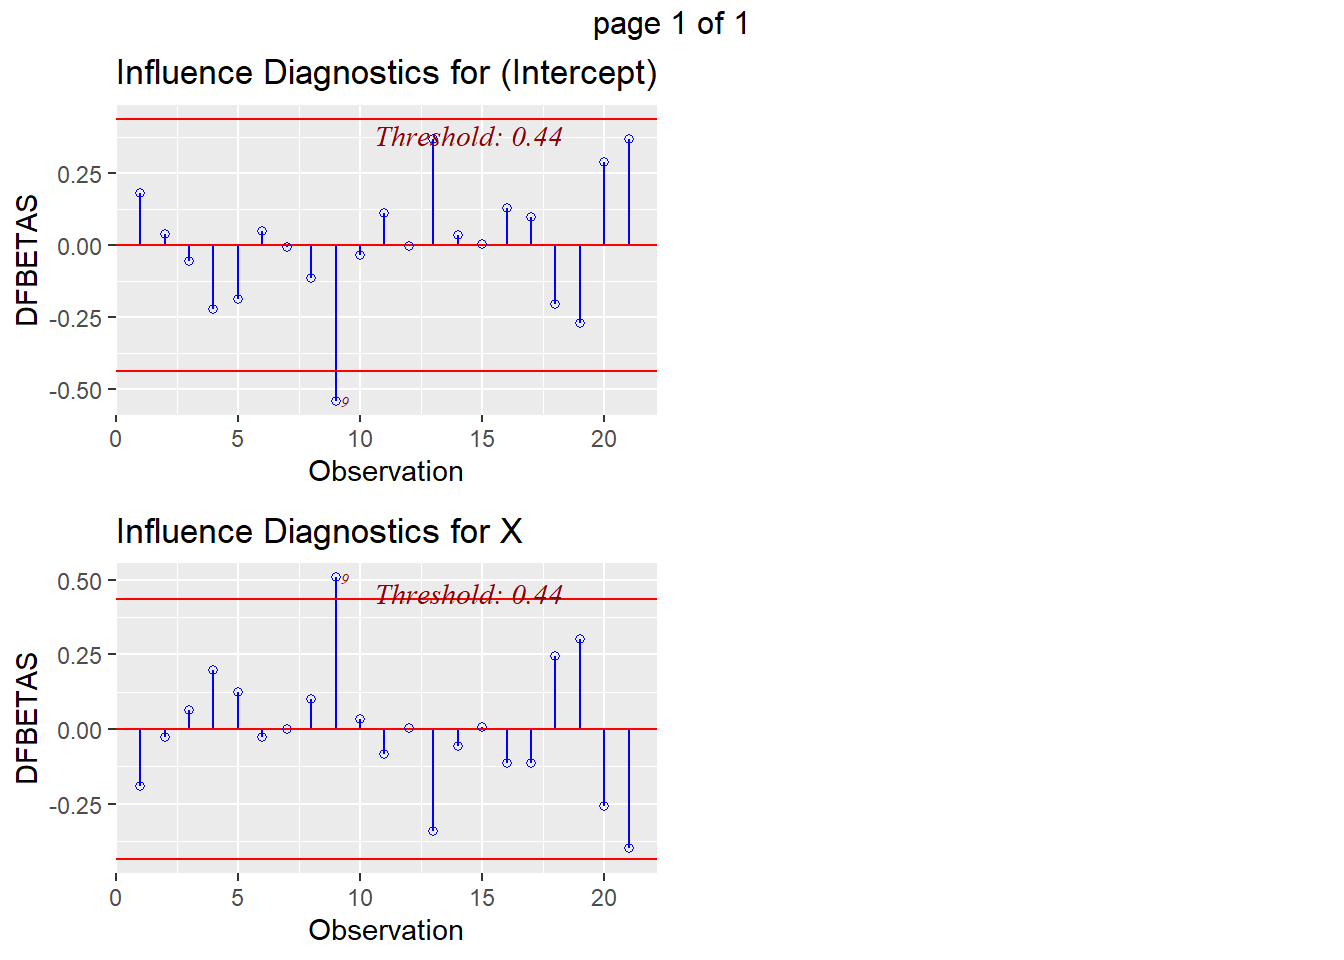 page 1 of 1
Influence Diagnostics for (Intercept)
Threshold: 0.44
0.25
0.00
-0.25
-0.50
DFBETAS
9
0 5 10 15 20
Observation
Influence Diagnostics for X
9
Threshold: 0.44
0.50
0.25
0.00
-0.25
DFBETAS
0 5 10 15 20
Observation